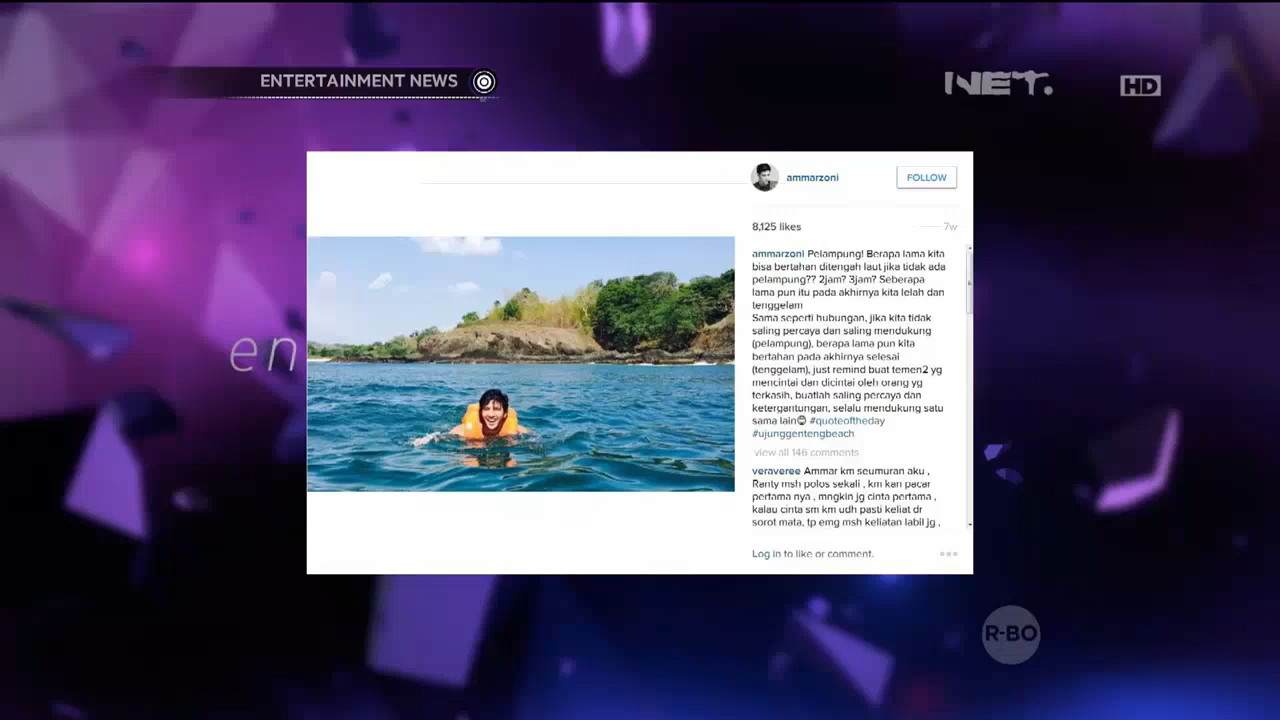 ENTERTAINMENT NEWS
NET.
HD
ammarzoni
FOLLOW
8,125 likes
7w
ammarzoni Pelampung! Berapa lama kita
bisa bertahan ditengah laut jika tidak ada
pelampung?? 2jam? 3jam? Seberapa
lama pun itu pada akhirnya kita lelah dan
tenggelam
Sama seperti hubungan, jika kita tidak
saling percaya dan saling mendukung
(pelampung), berapa lama pun kita
bertahan pada akhirnya selesai
(tenggelam), just remind buat temen2 yg
mencintai dan dicintai oleh orang yg
terkasih, buatlah saling percaya dan
ketergantungan, selalu mendukung satu
sama lain😊 #quoteoftheday
#ujunggentengbeach
view all 146 comments
veraveree Ammar km seumuran aku ,
Ranty msh polos sekali , km kan pacar
pertama nya , mngkin jg cinta pertama ,
kalau cinta sm km udh pasti keliat dr
sorot mata, tp emg msh keliatan labil jg ,
Log in to like or comment.
en
R-BO